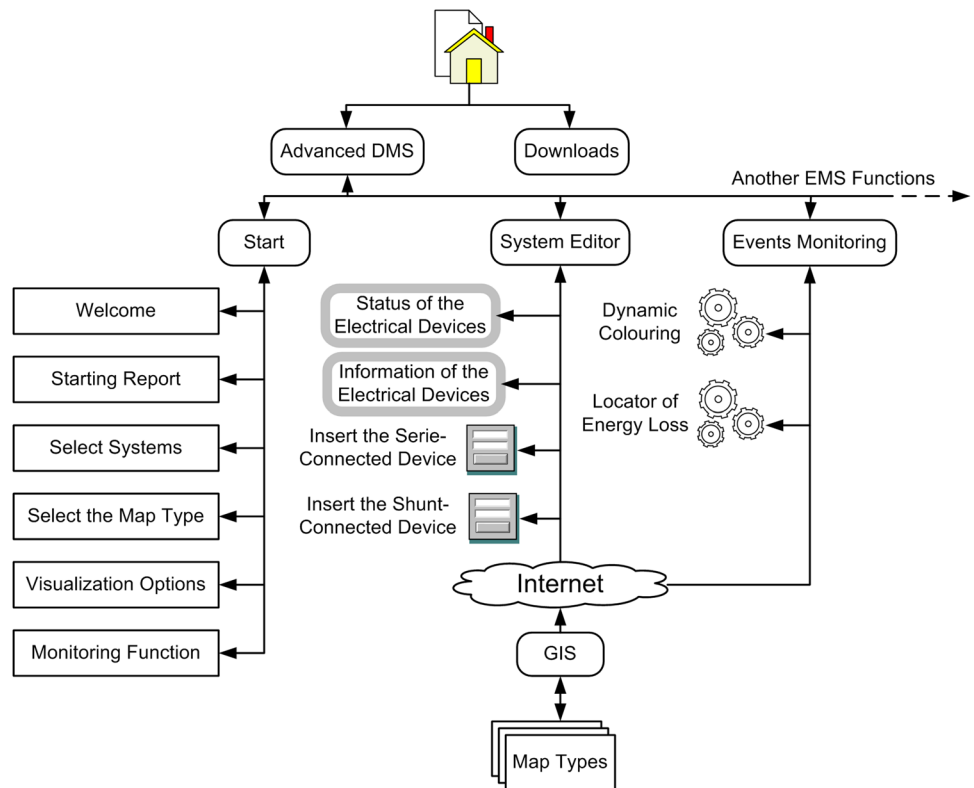 Advanced DMS
Downloads
Another EMS Functions
Start
System Editor
Events Monitoring
Welcome
Starting Report
Select Systems
Select the Map Type
Visualization Options
Monitoring Function
Status of the
Electrical Devices
Information of the
Electrical Devices
Insert the Serie-
Connected Device
Insert the Shunt-
Connected Device
Dynamic
Colouring
Locator of
Energy Loss
Internet
GIS
Map Types